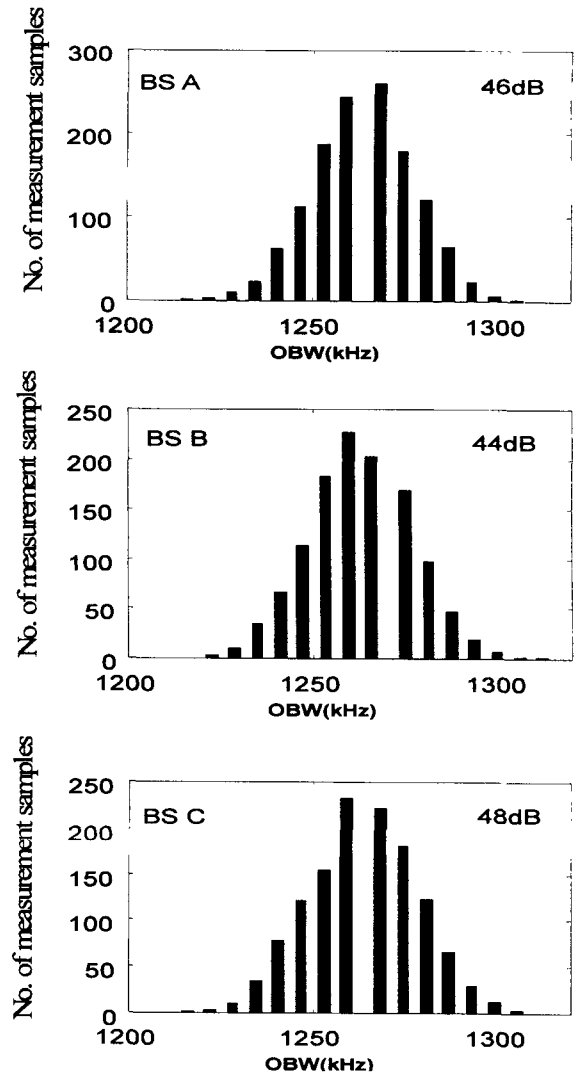 No. of measurement samples
300
200
100
0
BS A
46dB
1200
1250
1300
OBW(kHz)
No. of measurement samples
250
200
150
100
50
0
BS B
44dB
1200
1250
1300
OBW(kHz)
No. of measurement samples
250
200
150
100
50
0
BS C
48dB
1200
1250
1300
OBW(kHz)